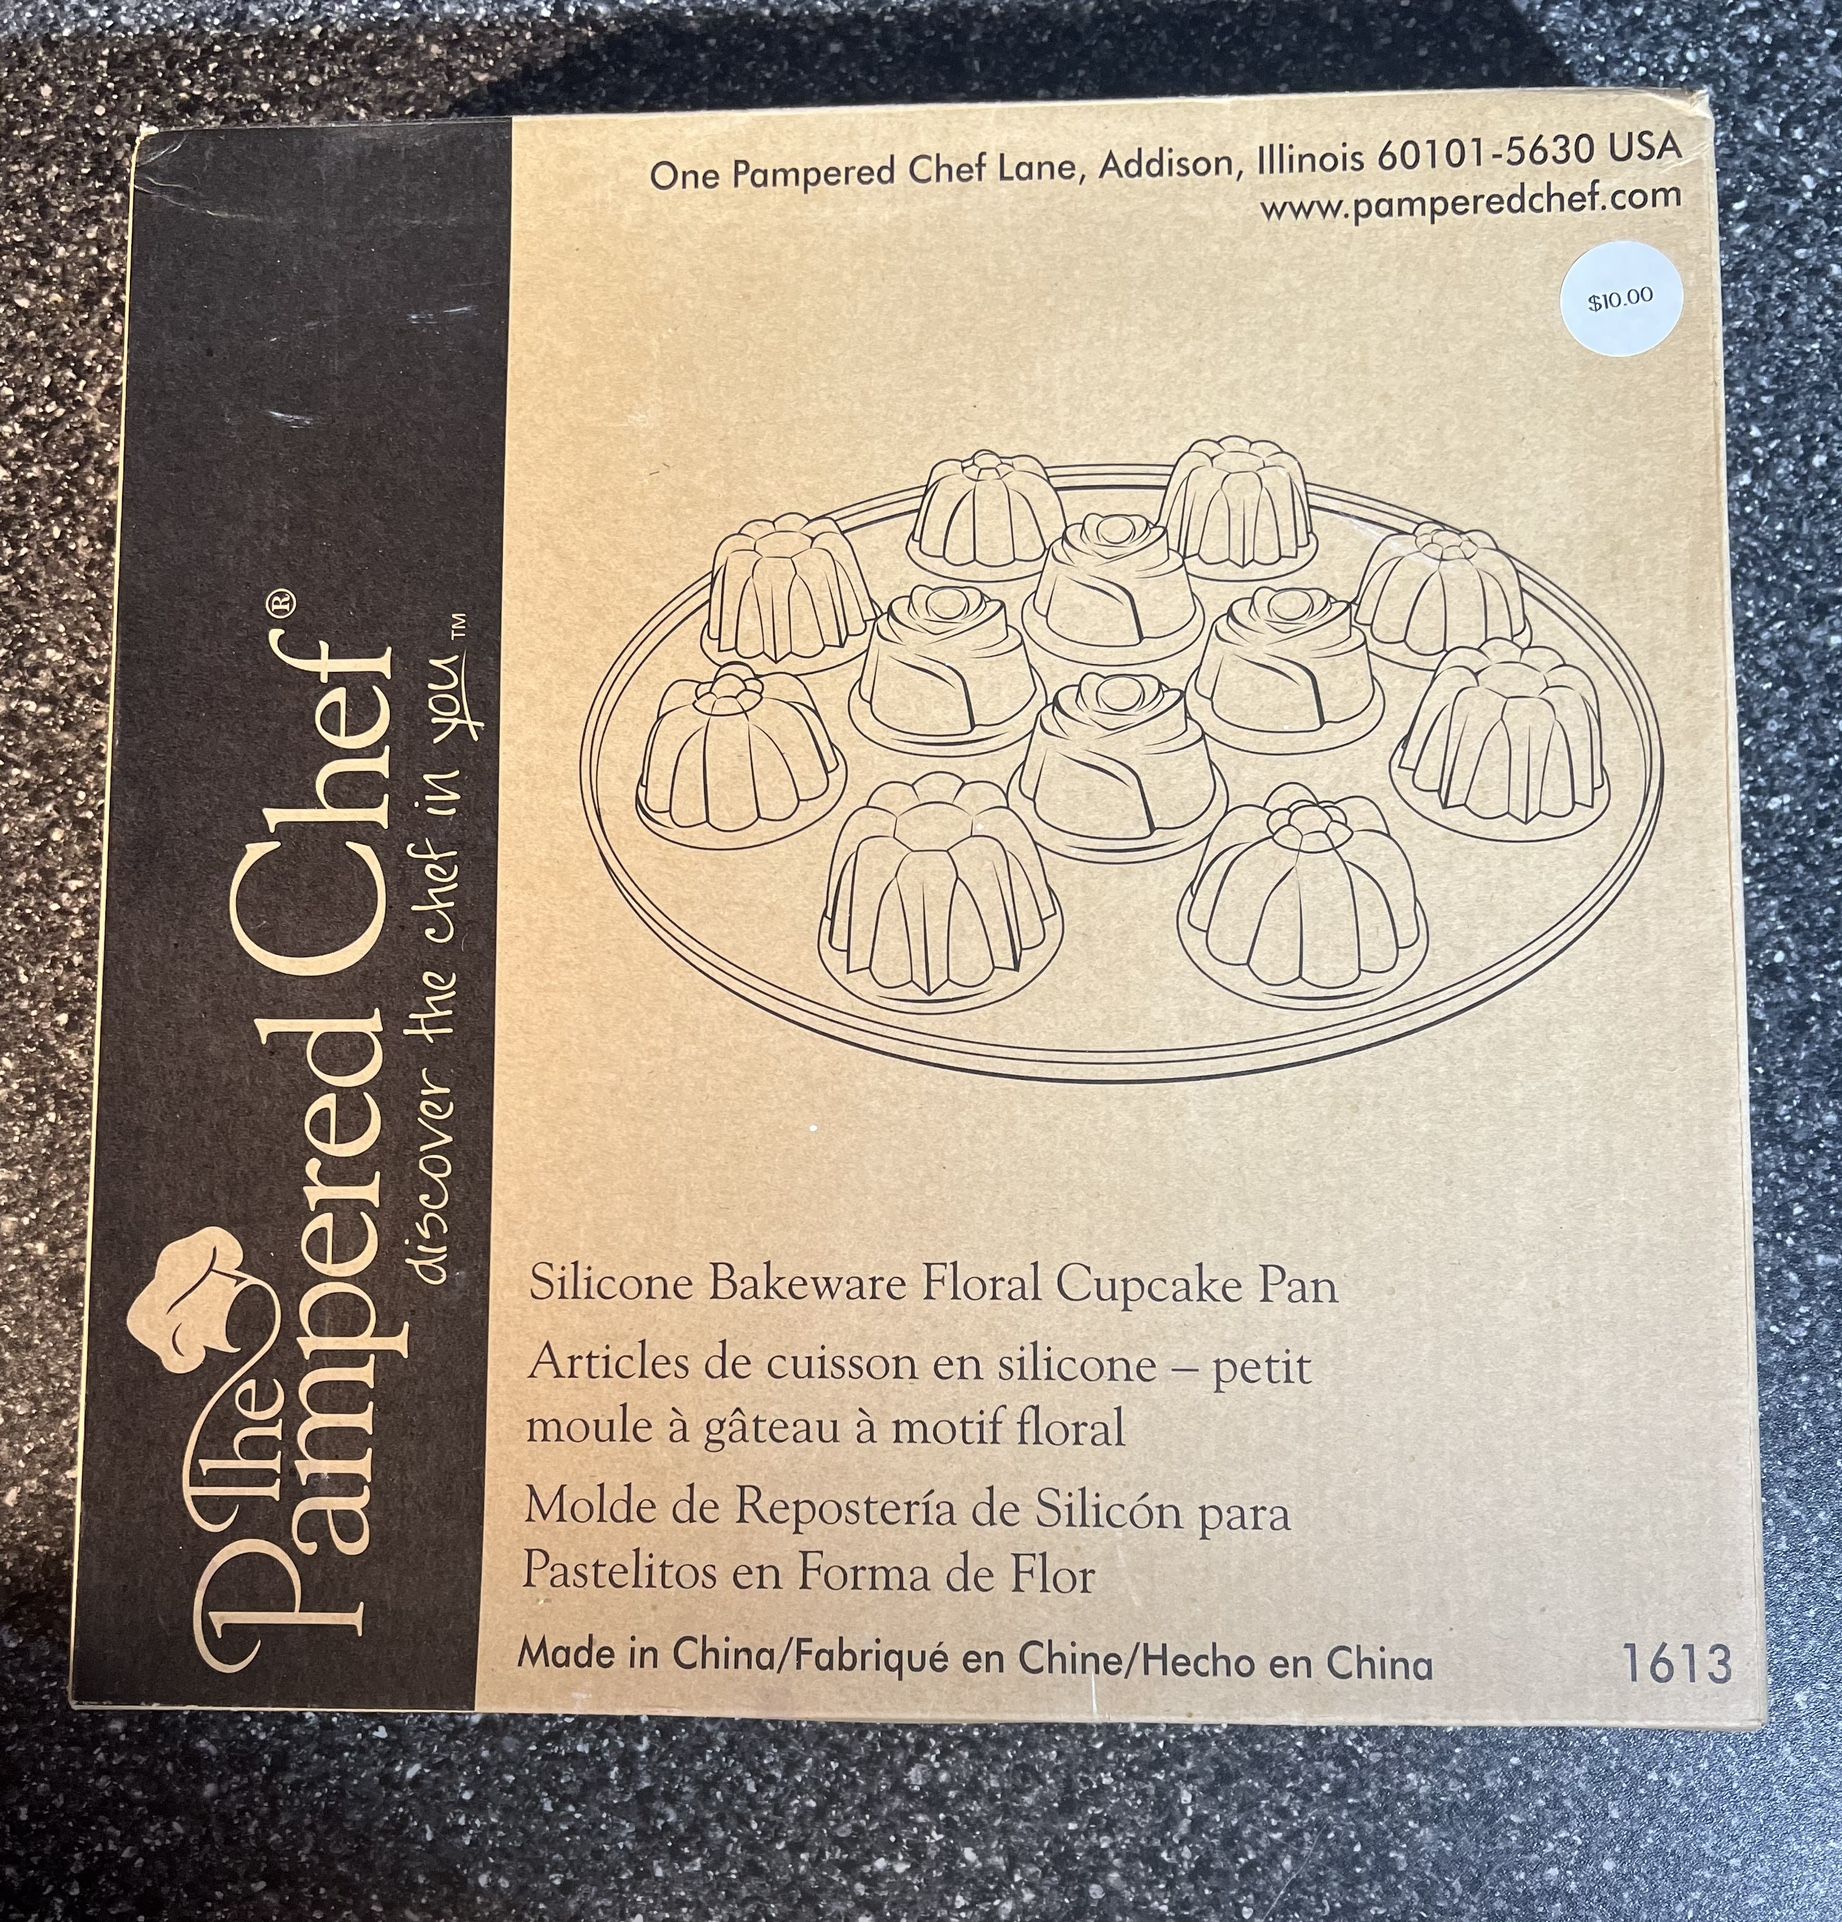 One Pampered Chef Lane, Addison, Illinois 60101-5630 USA
www.pamperedchef.com
$10.00
The
Pampered Chef®
discover the chef in you™
Silicone Bakeware Floral Cupcake Pan
Articles de cuisson en silicone – petit
moule à gâteau à motif floral
Molde de Repostería de Silicón para
Pastelitos en Forma de Flor
Made in China/Fabriqué en Chine/Hecho en China
1613